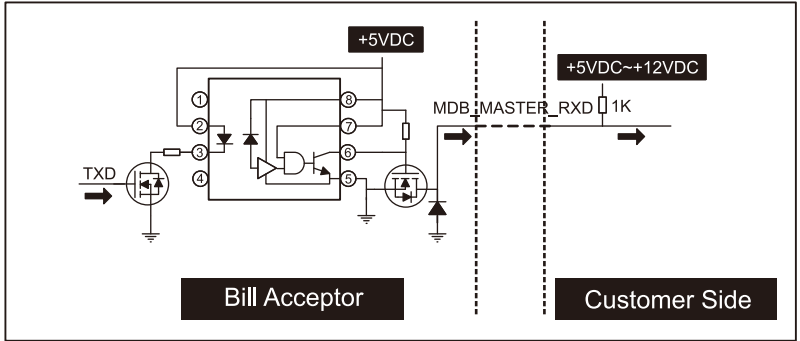 +5VDC
+5VDC~+12VDC
1
8
MDB_MASTER_RXD
1K
2
7
3
6
TXD
4
5
Bill Acceptor
Customer Side